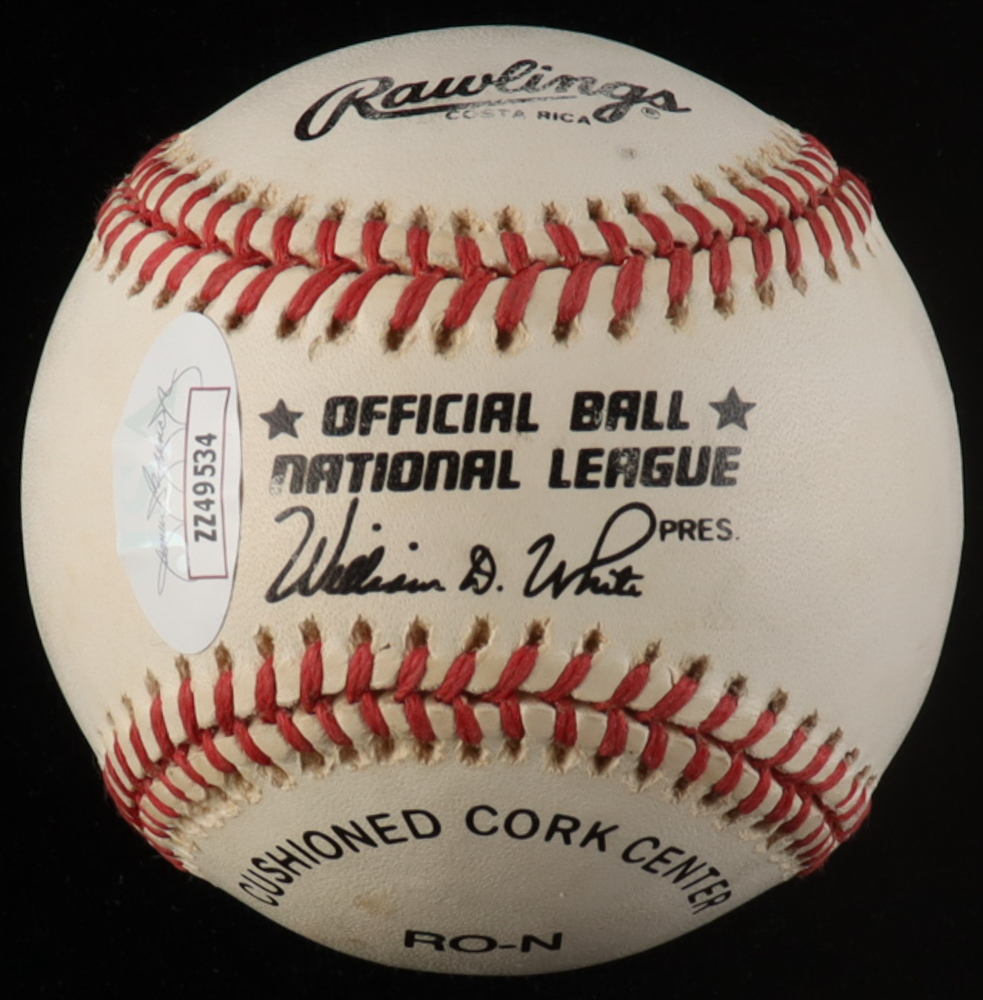 Rawlings®
COSTA RICA
★ OFFICIAL BALL ★
NATIONAL LEAGUE
William D. White PRES.
ZZ49534
CUSHIONED CORK CENTER
RO-N